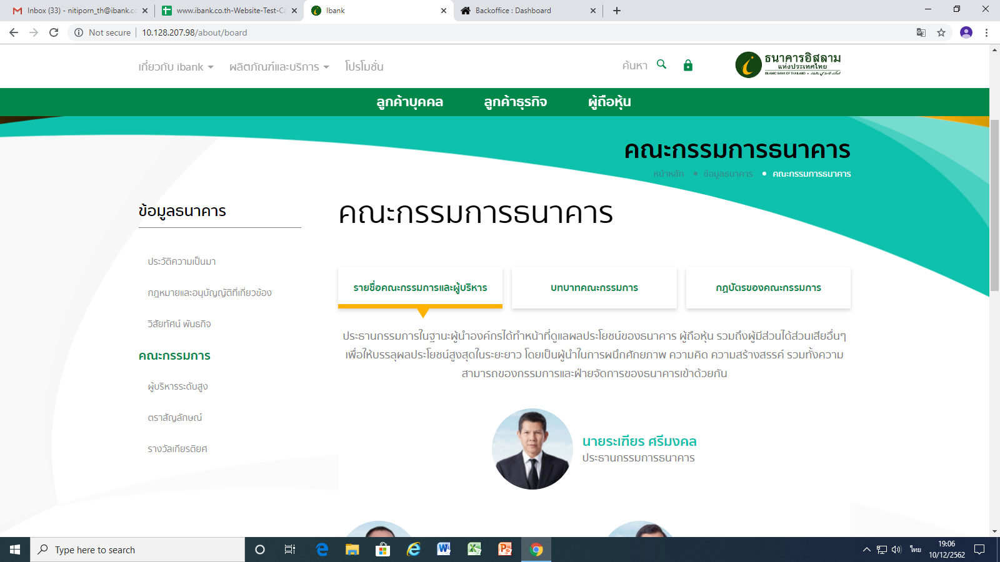 Inbox (33) - nitiporn_th@ibank.co
www.ibank.co.th-Website-Test-Ca
Ibank
Backoffice : Dashboard
Not secure
10.128.207.98/about/board
เกี่ยวกับ ibank
ผลิตภัณฑ์และบริการ
โปรโมชั่น
ค้นหา
ธนาคารอิสลาม
แห่งประเทศไทย
ISLAMIC BANK OF THAILAND
ลูกค้าบุคคล
ลูกค้าธุรกิจ
ผู้ถือหุ้น
คณะกรรมการธนาคาร
หน้าหลัก • ข้อมูลธนาคาร • คณะกรรมการธนาคาร
ข้อมูลธนาคาร
ประวัติความเป็นมา
กฎหมายและอนุบัญญัติที่เกี่ยวข้อง
วิสัยทัศน์ พันธกิจ
คณะกรรมการ
ผู้บริหารระดับสูง
ตราสัญลักษณ์
รางวัลเกียรติยศ
คณะกรรมการธนาคาร
รายชื่อคณะกรรมการและผู้บริหาร
บทบาทคณะกรรมการ
กฎบัตรของคณะกรรมการ
ประธานกรรมการในฐานะผู้นำองค์กรได้ทำหน้าที่ดูแลผลประโยชน์ของธนาคาร ผู้ถือหุ้น รวมถึงผู้มีส่วนได้ส่วนเสียอื่นๆ
เพื่อให้บรรลุผลประโยชน์สูงสุดในระยะยาว โดยเป็นผู้นำในการผนึกศักยภาพ ความคิด ความสร้างสรรค์ รวมทั้งความ
สามารถของกรรมการและฝ่ายจัดการของธนาคารเข้าด้วยกัน
นายระเฑียร ศรีมงคล
ประธานกรรมการธนาคาร
Type here to search
ไทย
19:06
10/12/2562